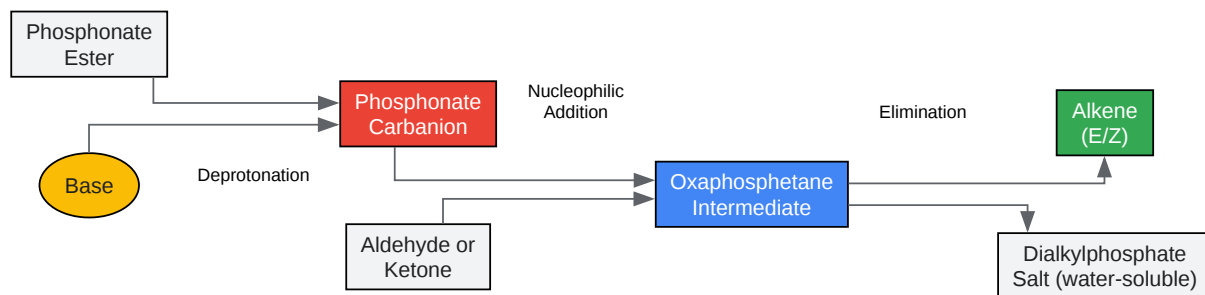 Phosphonate
Ester
Base
Deprotonation
Phosphonate
Carbanion
Nucleophilic
Addition
Aldehyde or
Ketone
Oxaphosphetane
Intermediate
Elimination
Alkene
(E/Z)
Dialkylphosphate
Salt (water-soluble)